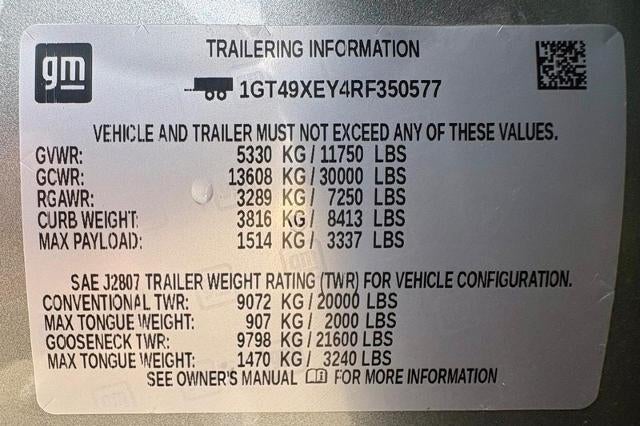 gm
TRAILERING INFORMATION
1GT49XEY4RF350577
VEHICLE AND TRAILER MUST NOT EXCEED ANY OF THESE VALUES.
GVWR: 5330 KG / 11750 LBS
GCWR: 13608 KG / 30000 LBS
RGAWR: 3289 KG / 7250 LBS
CURB WEIGHT: 3816 KG / 8413 LBS
MAX PAYLOAD: 1514 KG / 3337 LBS
SAE J2807 TRAILER WEIGHT RATING (TWR) FOR VEHICLE CONFIGURATION.
CONVENTIONAL TWR: 9072 KG / 20000 LBS
MAX TONGUE WEIGHT: 907 KG / 2000 LBS
GOOSENECK TWR: 9798 KG / 21600 LBS
MAX TONGUE WEIGHT: 1470 KG / 3240 LBS
SEE OWNER'S MANUAL FOR MORE INFORMATION